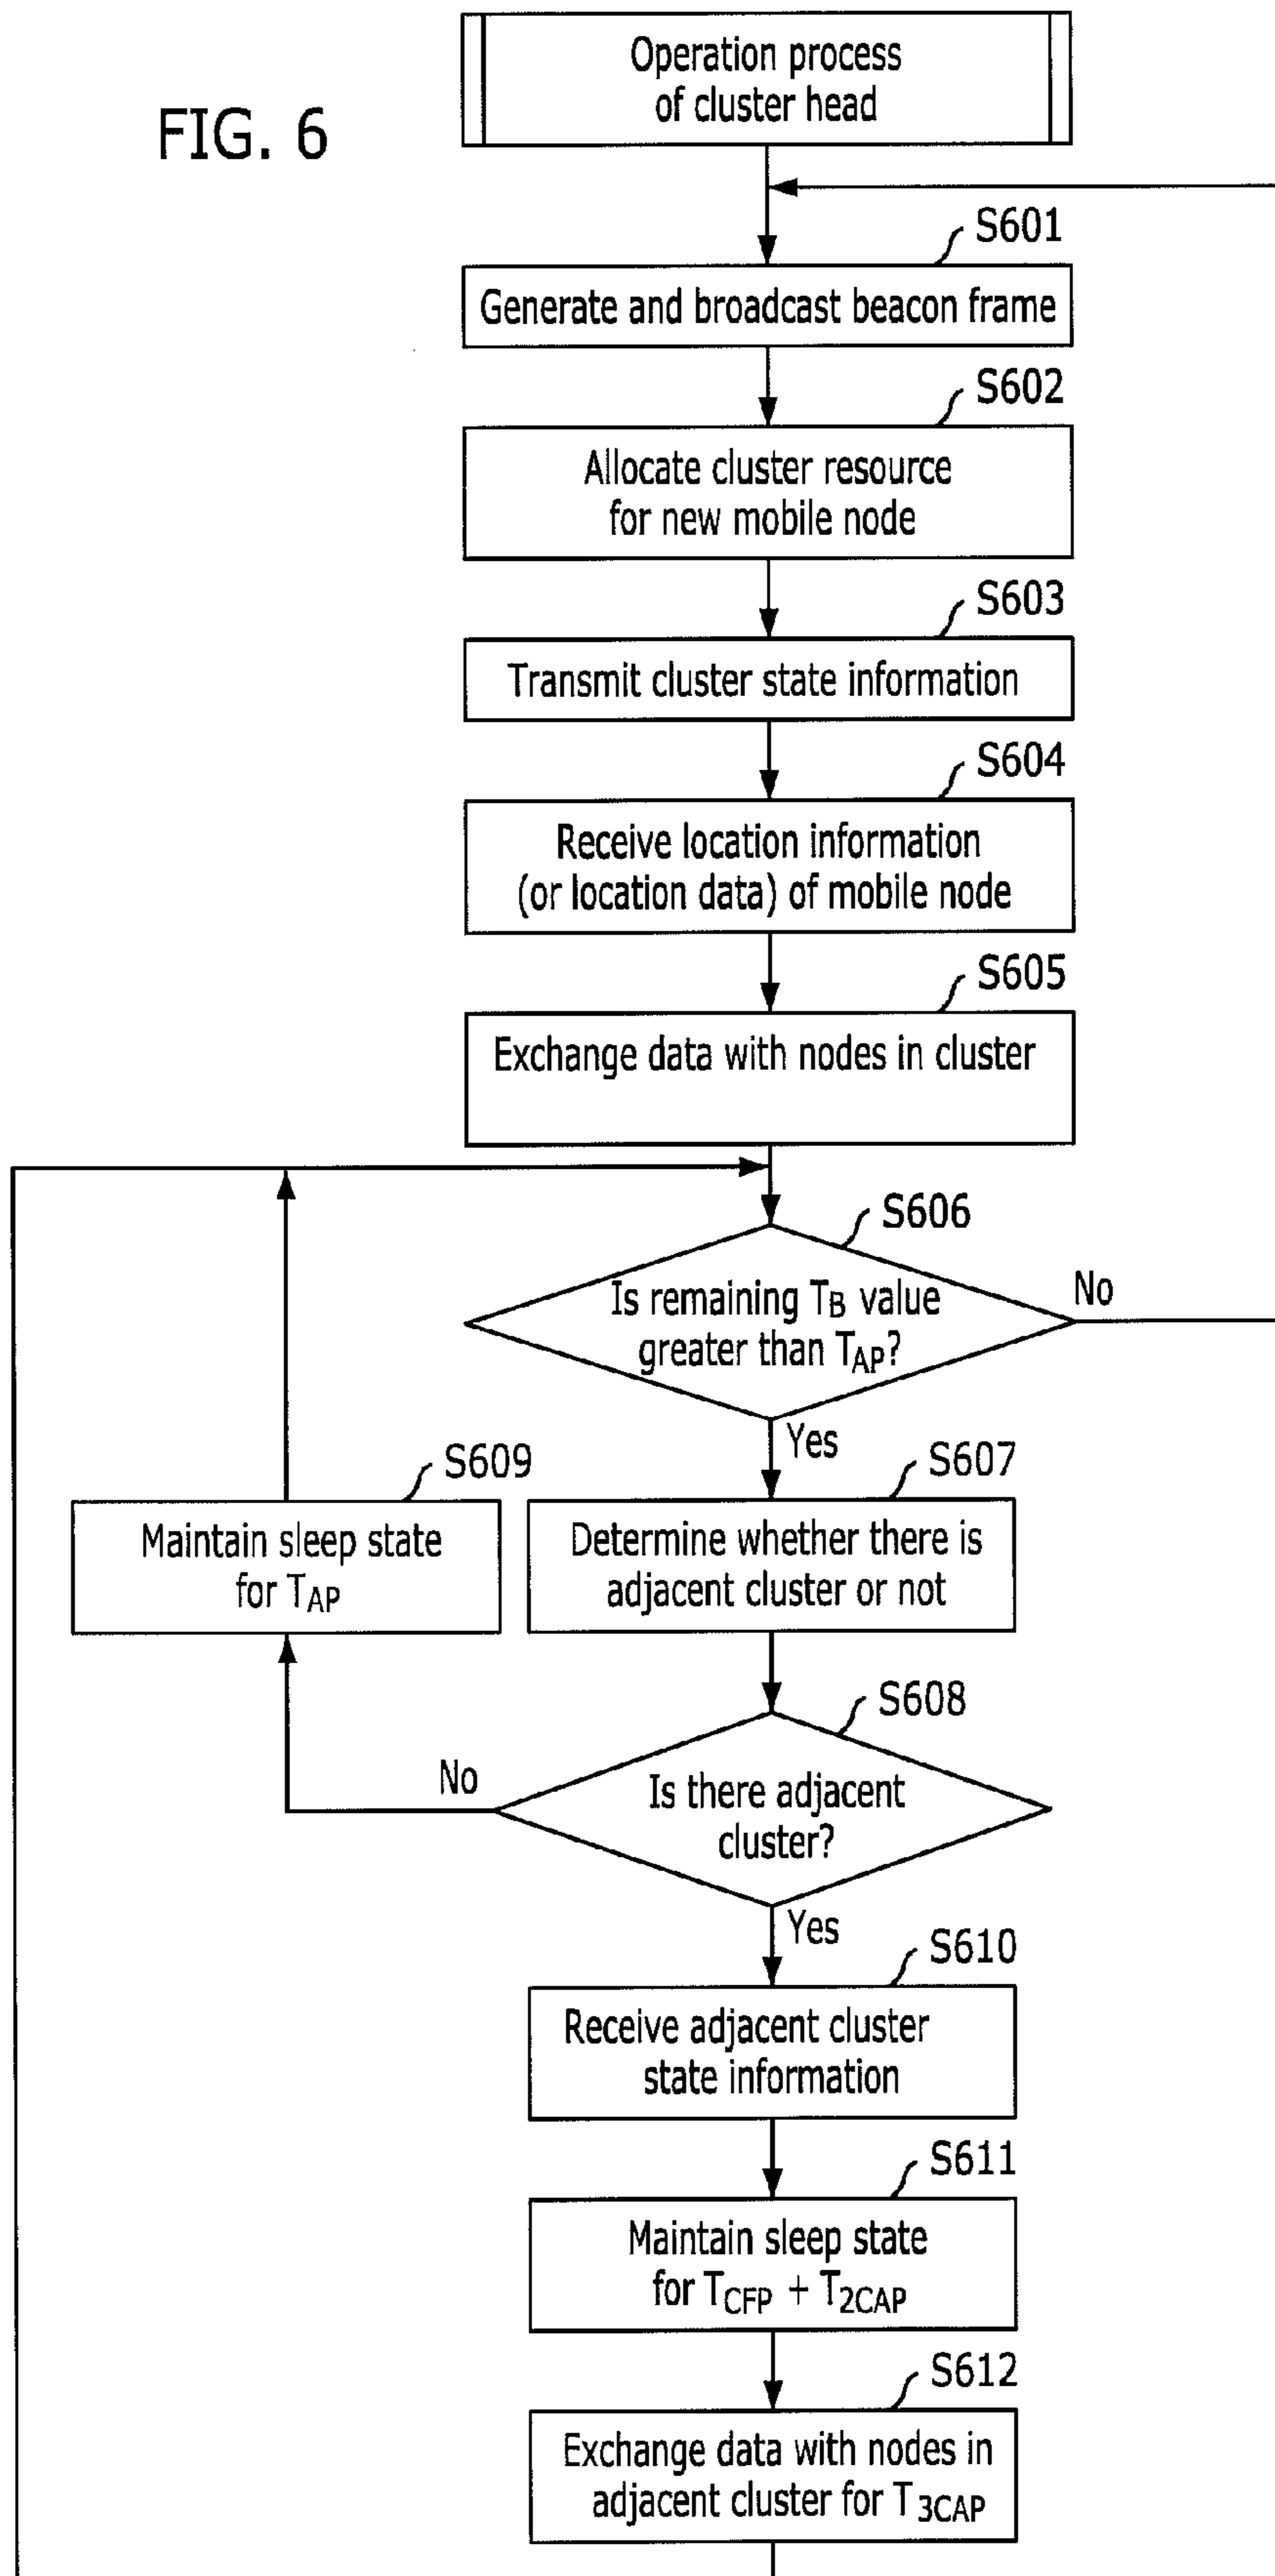 FIG. 6
Operation process
of cluster head
S601
Generate and broadcast beacon frame
S602
Allocate cluster resource
for new mobile node
S603
Transmit cluster state information
S604
Receive location information
(or location data) of mobile node
S605
Exchange data with nodes in cluster
S606
Is remaining TB value
greater than TAP?
No
Yes
S609
Maintain sleep state
for TAP
S607
Determine whether there is
adjacent cluster or not
S608
No
Is there adjacent
cluster?
Yes
S610
Receive adjacent cluster
state information
S611
Maintain sleep state
for TCFP + T2CAP
S612
Exchange data with nodes in
adjacent cluster for T3CAP